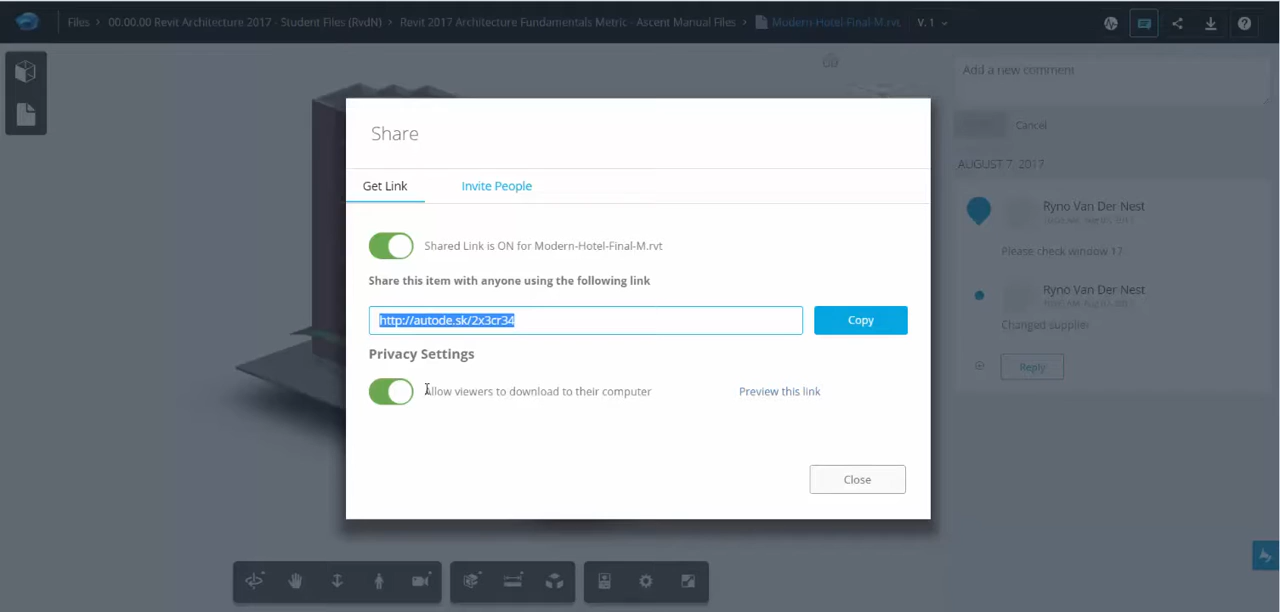 Files > 00.00.00 Revit Architecture 2017 - Student Files (RvdN) > Revit 2017 Architecture Fundamentals Metric - Ascent Manual Files > Modern-Hotel-Final-M.rvt V. 1
Add a new comment
Cancel
AUGUST 7, 2017
Ryno Van Der Nest
Please check window 17
Ryno Van Der Nest
Changed supplier
Reply
Share
Get Link
Invite People
Shared Link is ON for Modern-Hotel-Final-M.rvt
Share this item with anyone using the following link
http://autode.sk/2x3cr34
Copy
Privacy Settings
Allow viewers to download to their computer
Preview this link
Close